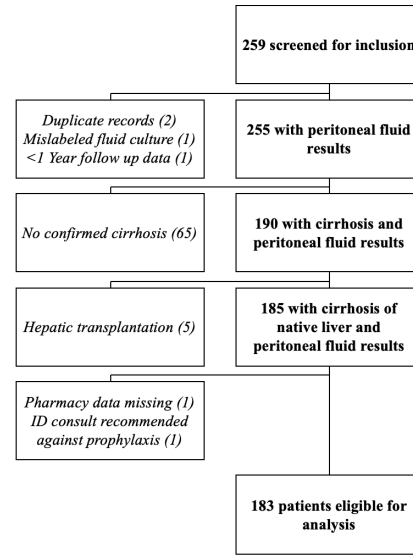 259 screened for inclusion
Duplicate records (2)
Mislabeled fluid culture (1)
<1 Year follow up data (1)
255 with peritoneal fluid
results
No confirmed cirrhosis (65)
190 with cirrhosis and
peritoneal fluid results
Hepatic transplantation (5)
185 with cirrhosis of
native liver and
peritoneal fluid results
Pharmacy data missing (1)
ID consult recommended
against prophylaxis (1)
183 patients eligible for
analysis